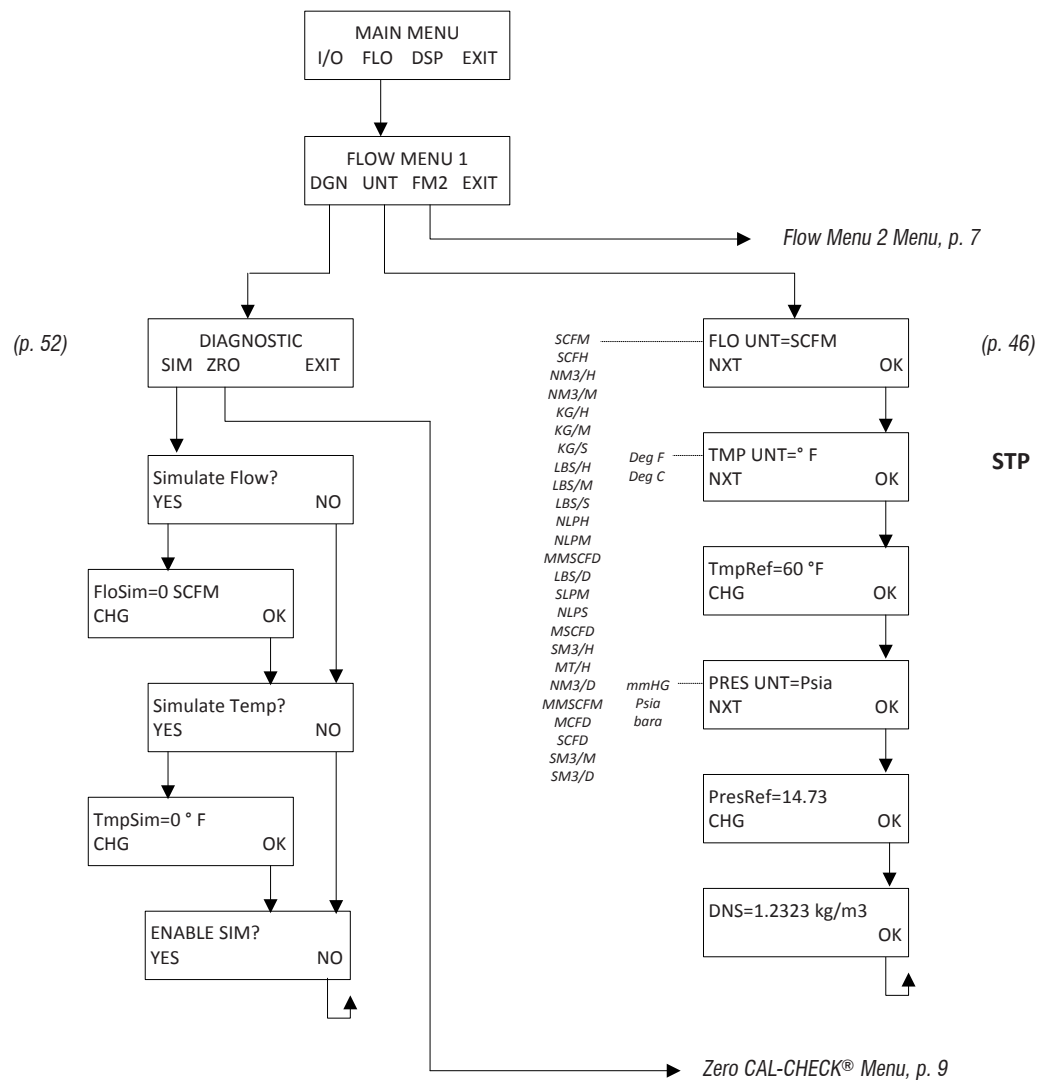 MAIN MENU
I/O FLO DSP EXIT
FLOW MENU 1
DGN UNT FM2 EXIT
Flow Menu 2 Menu, p. 7
(p. 52)
DIAGNOSTIC
SIM ZRO EXIT
Simulate Flow?
YES NO
FloSim=0 SCFM
CHG OK
Simulate Temp?
YES NO
TmpSim=0 ° F
CHG OK
ENABLE SIM?
YES NO
SCFM
SCFH
NM3/H
NM3/M
KG/H
KG/M
KG/S
LBS/H
LBS/M
LBS/S
NLPH
NLPM
MMSCFD
LBS/D
SLPM
NLPS
MSCFD
SM3/H
MT/H
NM3/D
MMSCFM
MCFD
SCFD
SM3/M
SM3/D
FLO UNT=SCFM
NXT OK
(p. 46)
Deg F
Deg C
TMP UNT=° F
NXT OK
STP
TmpRef=60 °F
CHG OK
mmHG
Psia
bara
PRES UNT=Psia
NXT OK
PresRef=14.73
CHG OK
DNS=1.2323 kg/m3
OK
Zero CAL-CHECK® Menu, p. 9